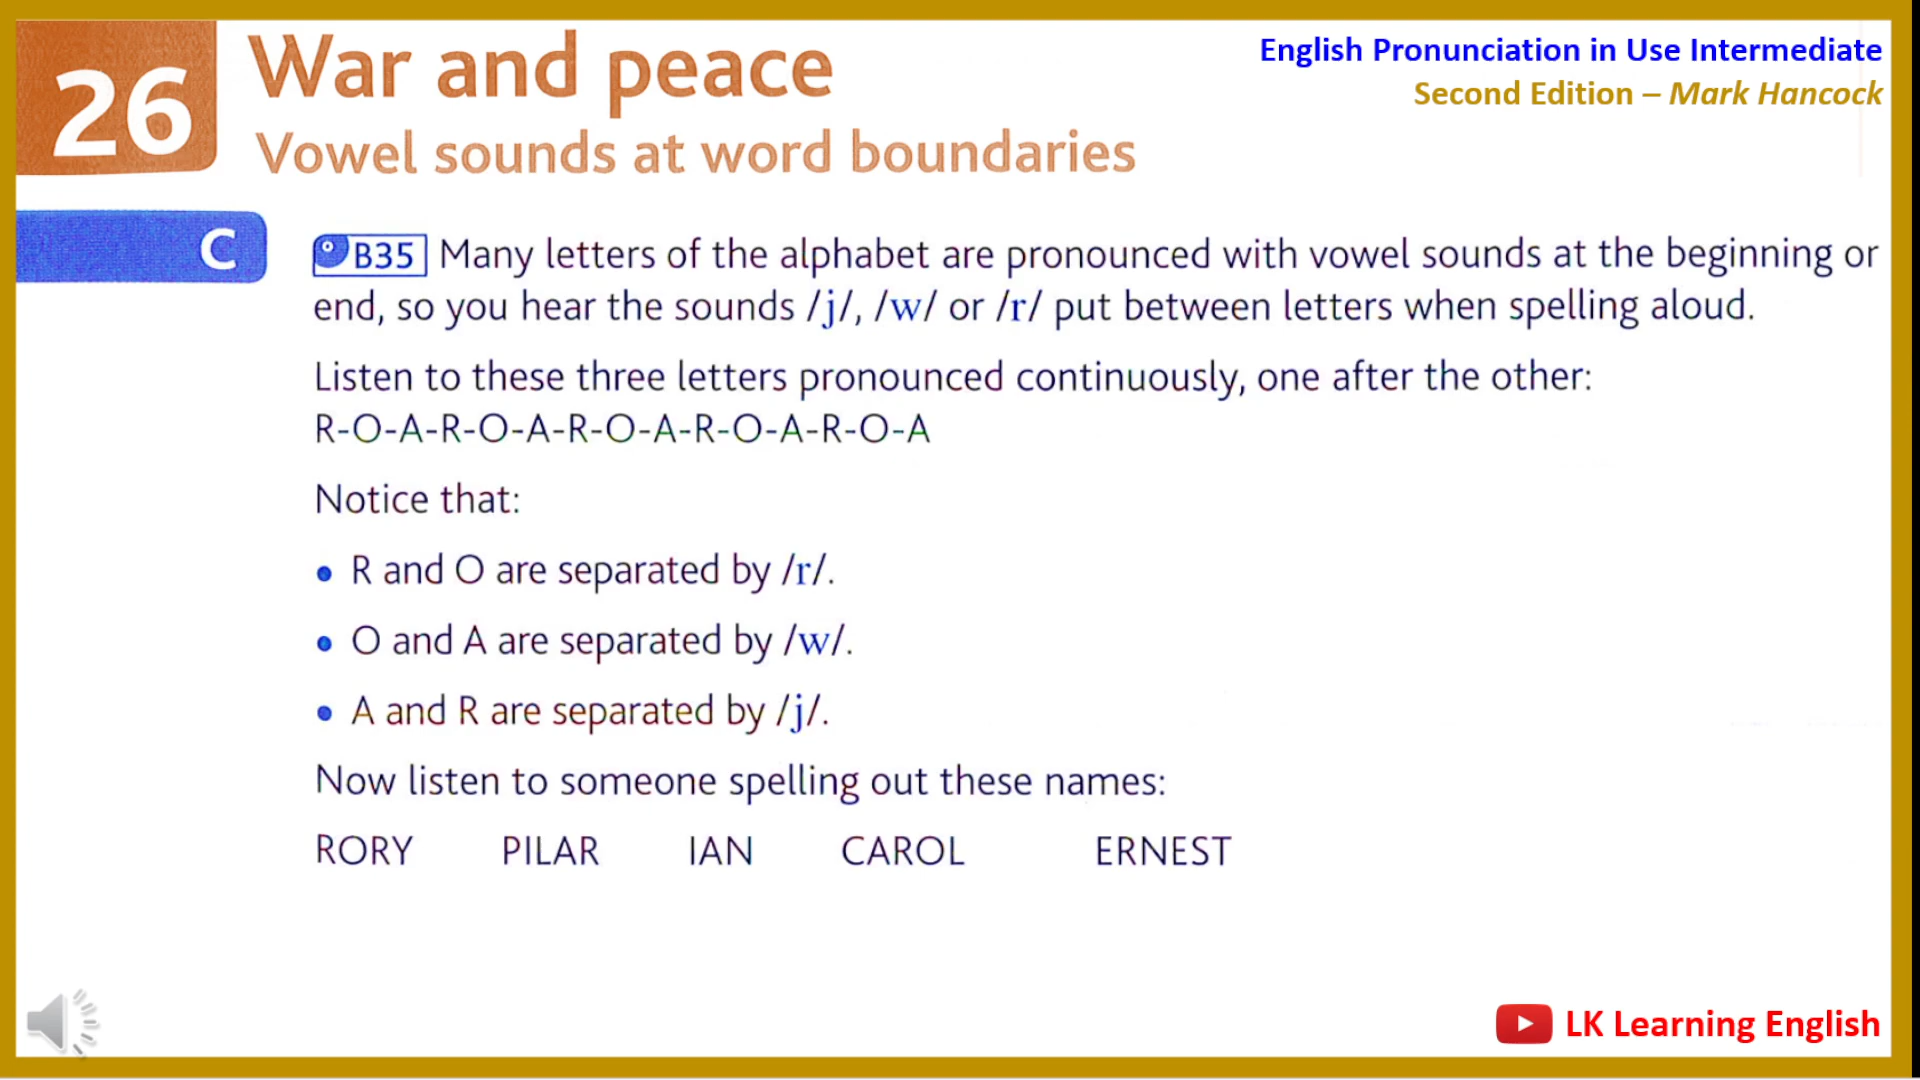 26
War and peace
Vowel sounds at word boundaries
English Pronunciation in Use Intermediate
Second Edition – Mark Hancock
C
B35 Many letters of the alphabet are pronounced with vowel sounds at the beginning or
end, so you hear the sounds /j/, /w/ or /r/ put between letters when spelling aloud.
Listen to these three letters pronounced continuously, one after the other:
R-O-A-R-O-A-R-O-A-R-O-A-R-O-A
Notice that:
• R and O are separated by /r/.
• O and A are separated by /w/.
• A and R are separated by /j/.
Now listen to someone spelling out these names:
RORY PILAR IAN CAROL ERNEST
LK Learning English